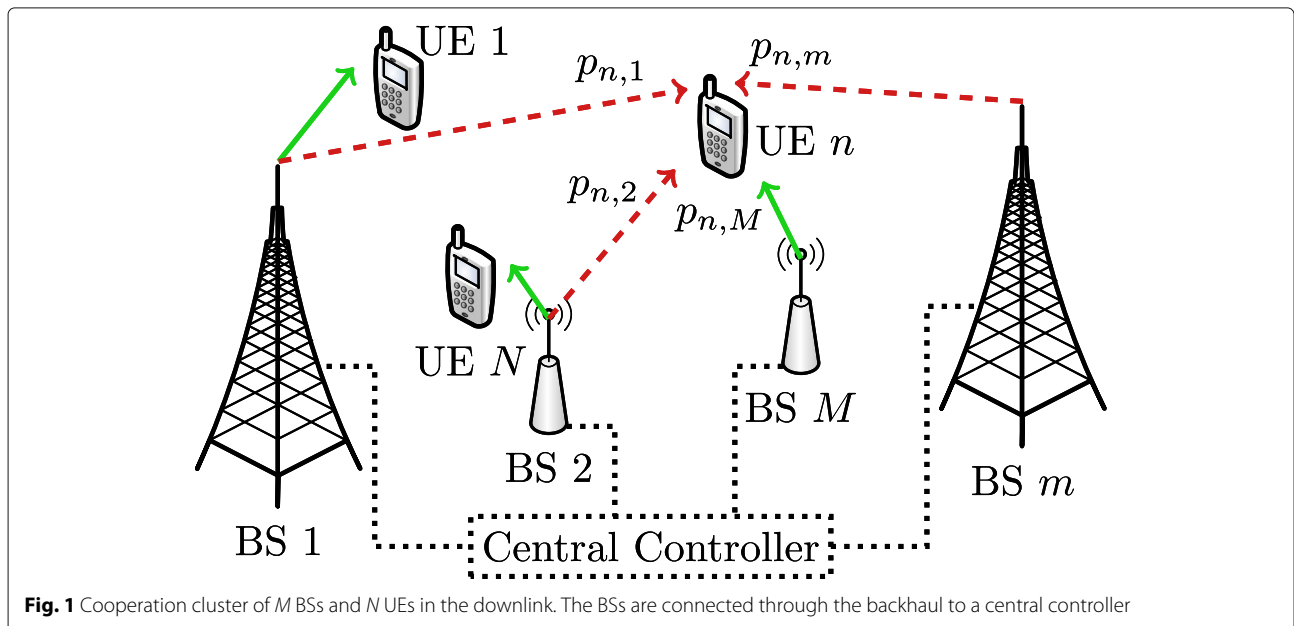 UE 1
p_{n,1}
p_{n,m}
UE n
p_{n,2}
p_{n,M}
UE N
BS M
BS 2
BS m
BS 1
Central Controller
Fig. 1 Cooperation cluster of M BSs and N UEs in the downlink. The BSs are connected through the backhaul to a central controller